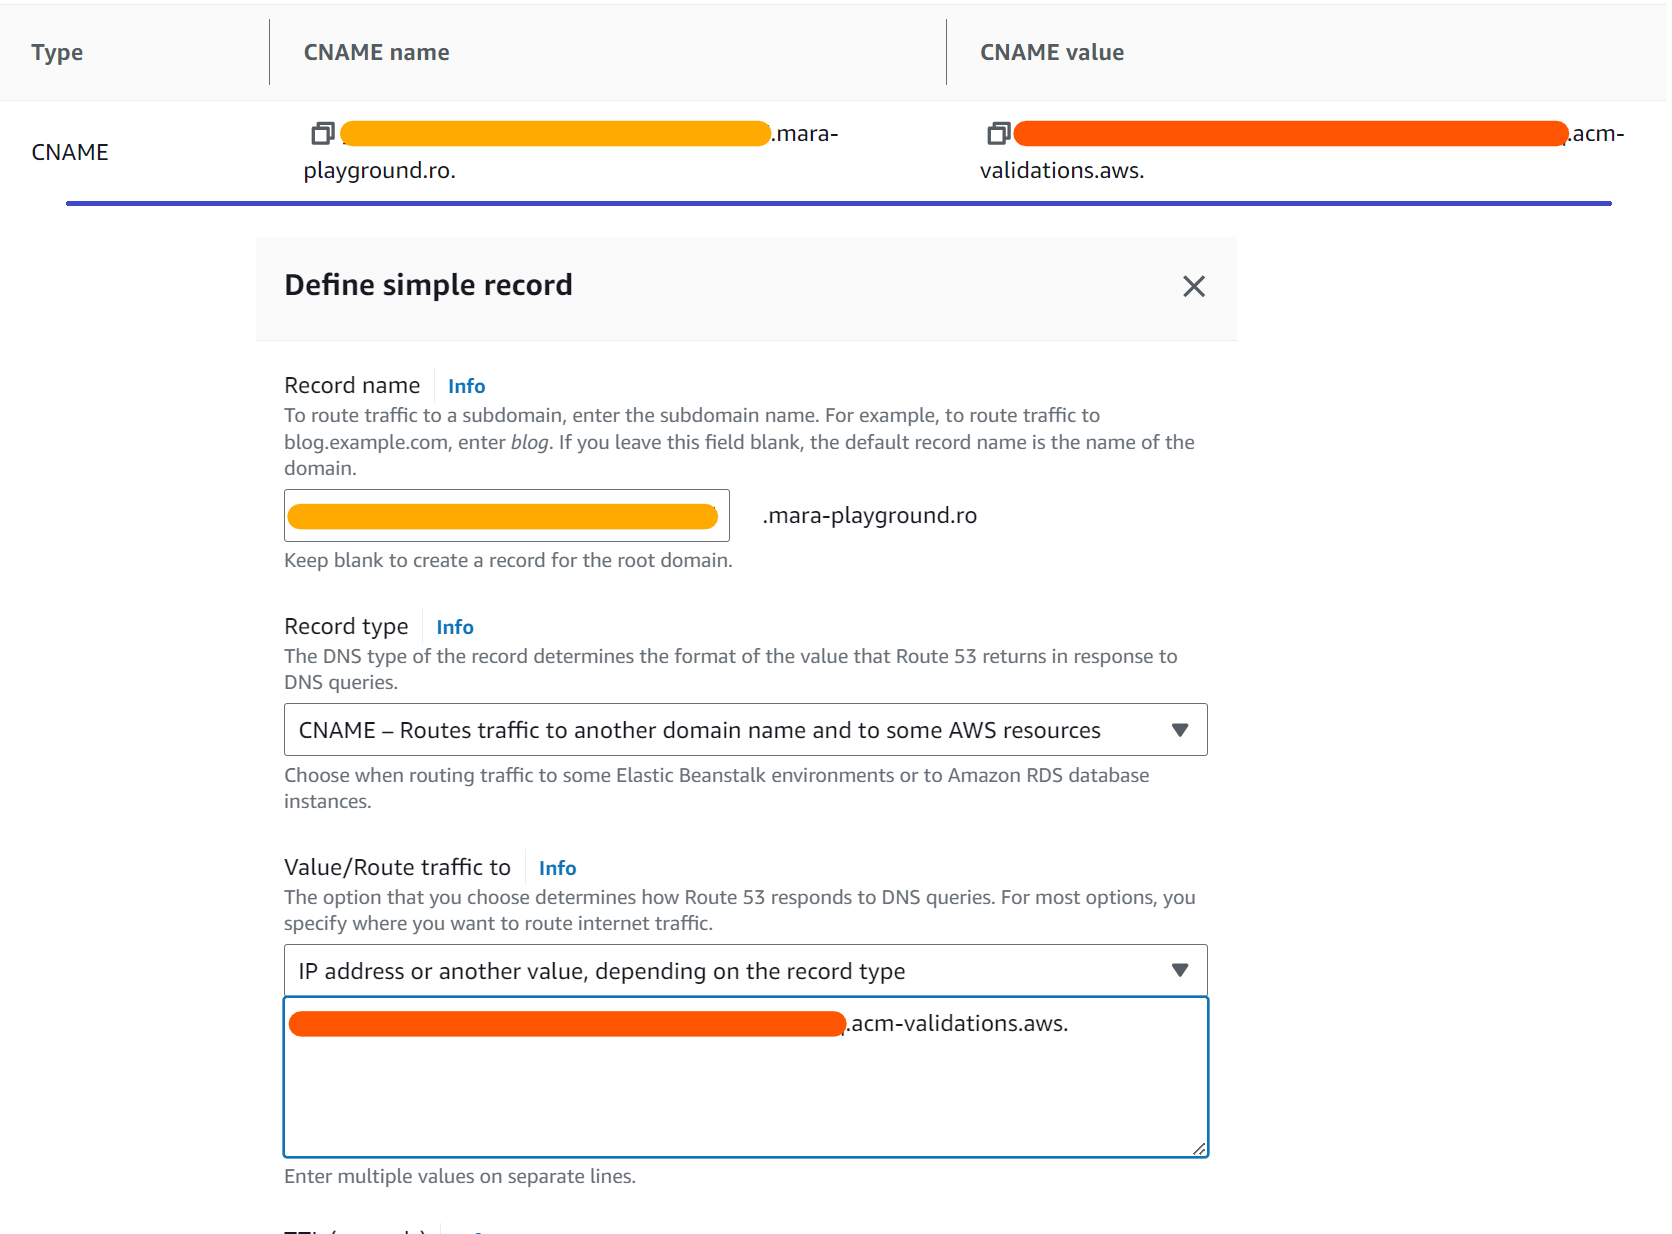 Type CNAME name CNAME value
CNAME .mara- .acm-
playground.ro. validations.aws.
Define simple record
Record name Info
To route traffic to a subdomain, enter the subdomain name. For example, to route traffic to
blog.example.com, enter blog. If you leave this field blank, the default record name is the name of the
domain.
.mara-playground.ro
Keep blank to create a record for the root domain.
Record type Info
The DNS type of the record determines the format of the value that Route 53 returns in response to
DNS queries.
CNAME – Routes traffic to another domain name and to some AWS resources
Choose when routing traffic to some Elastic Beanstalk environments or to Amazon RDS database
instances.
Value/Route traffic to Info
The option that you choose determines how Route 53 responds to DNS queries. For most options, you
specify where you want to route internet traffic.
IP address or another value, depending on the record type
.acm-validations.aws.
Enter multiple values on separate lines.